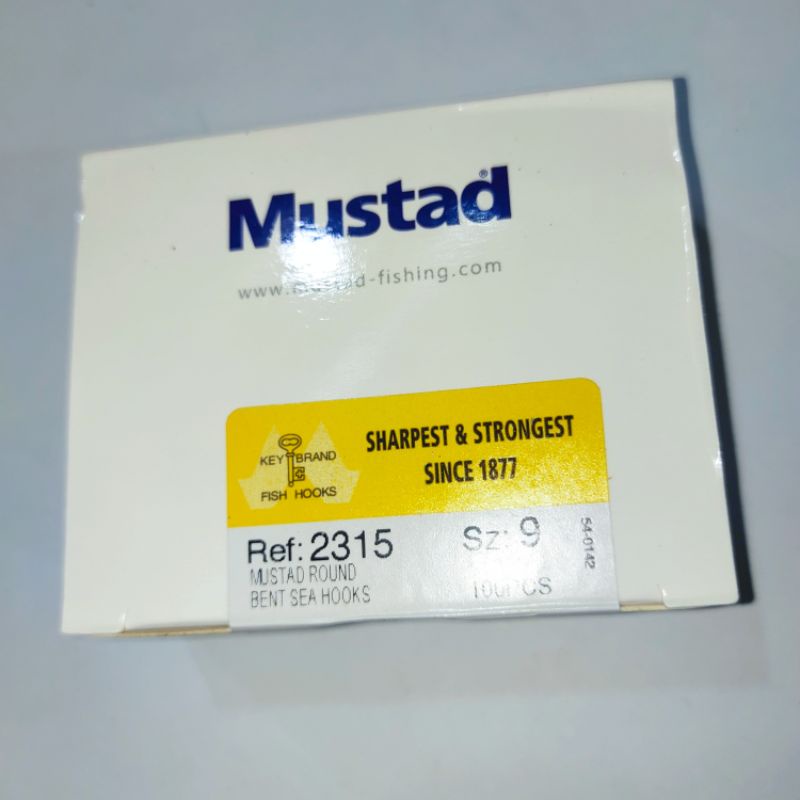 Mustad®
www.mustad-fishing.com
KEY BRAND
FISH HOOKS
SHARPEST & STRONGEST
SINCE 1877
Ref: 2315
MUSTAD ROUND
BENT SEA HOOKS
Sz: 9
100PCS
54-0142